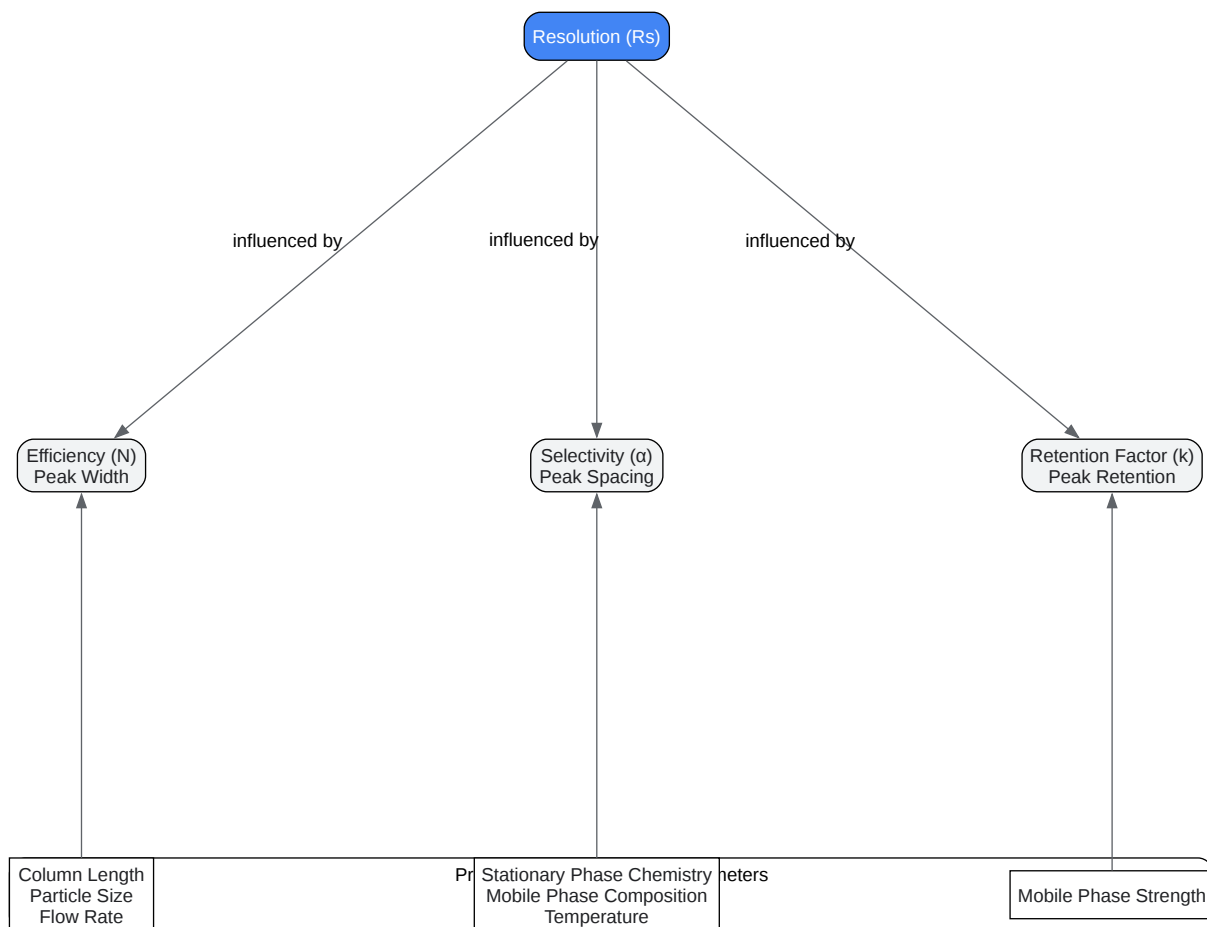 Resolution (Rs)
influenced by
influenced by
influenced by
Efficiency (N)
Peak Width
Selectivity (α)
Peak Spacing
Retention Factor (k)
Peak Retention
Column Length
Particle Size
Flow Rate
Stationary Phase Chemistry
Mobile Phase Composition
Temperature
Mobile Phase Strength